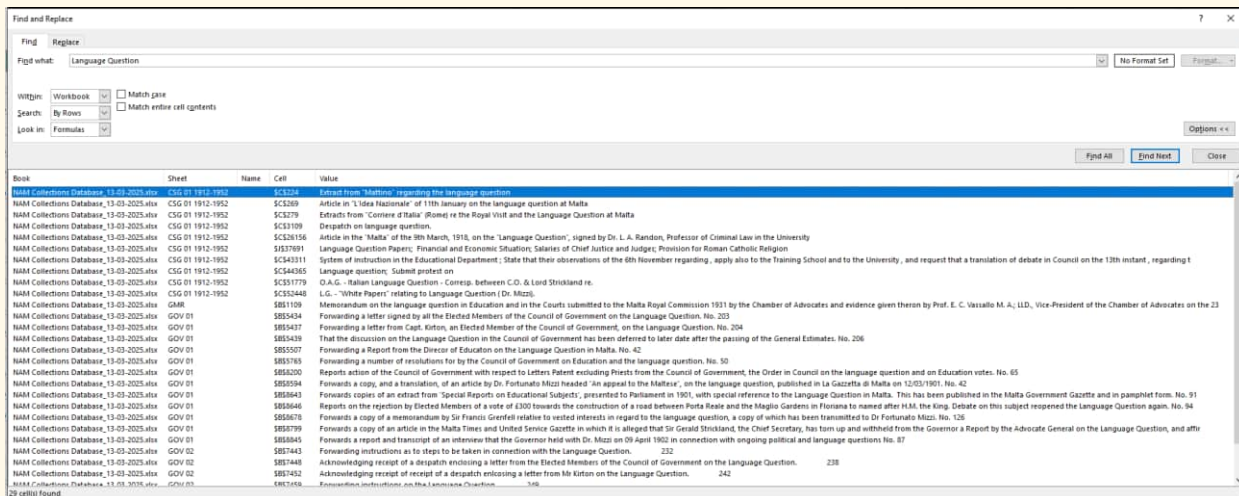 Find and Replace ? ×
Find Replace
Find what: Language Question No Format Set Format...
Within: Workbook Match case
Match entire cell contents
Search: By Rows
Look in: Formulas Options <<
Find All Find Next Close
Book Sheet Name Cell Value
NAM Collections Database_13-03-2025.xlsx CSG 01 1912-1952 $C$224 Extract from "Mattino" regarding the language question
NAM Collections Database_13-03-2025.xlsx CSG 01 1912-1952 $C$269 Article in "L'Idea Nazionale" of 11th January on the language question at Malta
NAM Collections Database_13-03-2025.xlsx CSG 01 1912-1952 $C$279 Extracts from "Corriere d'Italia" (Rome) re the Royal Visit and the Language Question at Malta
NAM Collections Database_13-03-2025.xlsx CSG 01 1912-1952 $C$3109 Despatch on language question.
NAM Collections Database_13-03-2025.xlsx CSG 01 1912-1952 $C$26156 Article in the "Malta" of the 9th March, 1918, on the "Language Question", signed by Dr. L. A. Randon, Professor of Criminal Law in the University
NAM Collections Database_13-03-2025.xlsx CSG 01 1912-1952 $I$37691 Language Question Papers; Financial and Economic Situation; Salaries of Chief Justice and Judges; Provision for Roman Catholic Religion
NAM Collections Database_13-03-2025.xlsx CSG 01 1912-1952 $C$43311 System of instruction in the Educational Department ; State that their observations of the 6th November regarding , apply also to the Training School and to the University , and request that a translation of debate in Council on the 13th instant , regarding t
NAM Collections Database_13-03-2025.xlsx CSG 01 1912-1952 $C$44365 Language question; Submit protest on
NAM Collections Database_13-03-2025.xlsx CSG 01 1912-1952 $C$51779 O.A.G. - Italian Language Question - Corresp. between C.O. & Lord Strickland re.
NAM Collections Database_13-03-2025.xlsx CSG 01 1912-1952 $C$52448 L.G. - "White Papers" relating to Language Question ( Dr. Mizzi).
NAM Collections Database_13-03-2025.xlsx GMR $B$1109 Memorandum on the language question in Education and in the Courts submitted to the Malta Royal Commission 1931 by the Chamber of Advocates and evidence given theron by Prof. E. C. Vassallo M. A.; LLD., Vice-President of the Chamber of Advocates on the 23
NAM Collections Database_13-03-2025.xlsx GOV 01 $B$5434 Forwarding a letter signed by all the Elected Members of the Council of Government on the Language Question. No. 203
NAM Collections Database_13-03-2025.xlsx GOV 01 $B$5437 Forwarding a letter from Capt. Kirton, an Elected Member of the Council of Government, on the Language Question. No. 204
NAM Collections Database_13-03-2025.xlsx GOV 01 $B$5439 That the discussion on the Language Question in the Council of Government has been deferred to later date after the passing of the General Estimates. No. 206
NAM Collections Database_13-03-2025.xlsx GOV 01 $B$5507 Forwarding a Report from the Direcor of Educaton on the Language Question in Malta. No. 42
NAM Collections Database_13-03-2025.xlsx GOV 01 $B$5765 Forwarding a number of resolutions for by the Council of Government on Education and the language question. No. 50
NAM Collections Database_13-03-2025.xlsx GOV 01 $B$8200 Reports action of the Council of Government with respect to Letters Patent excluding Priests from the Council of Government, the Order in Council on the language question and on Education votes. No. 65
NAM Collections Database_13-03-2025.xlsx GOV 01 $B$8594 Forwards a copy, and a translation, of an article by Dr. Fortunato Mizzi headed 'An appeal to the Maltese', on the language question, published in La Gazzetta di Malta on 12/03/1901. No. 42
NAM Collections Database_13-03-2025.xlsx GOV 01 $B$8643 Forwards copies of an extract from 'Special Reports on Educational Subjects', presented to Parliament in 1901, with special reference to the Language Question in Malta. This has been published in the Malta Government Gazette and in pamphlet form. No. 91
NAM Collections Database_13-03-2025.xlsx GOV 01 $B$8646 Reports on the rejection by Elected Members of a vote of £300 towards the construction of a road between Porta Reale and the Maglio Gardens in Floriana to named after H.M. the King. Debate on this subject reopened the Language Question again. No. 94
NAM Collections Database_13-03-2025.xlsx GOV 01 $B$8678 Forwards a copy of a memorandum by Sir Francis Grenfell relative to vested interests in regard to the language question, a copy of which has been transmitted to Dr Fortunato Mizzi. No. 126
NAM Collections Database_13-03-2025.xlsx GOV 01 $B$8799 Forwards a copy of an article in the Malta Times and United Service Gazette in which it is alleged that Sir Gerald Strickland, the Chief Secretary, has torn up and withheld from the Governor a Report by the Advocate General on the Language Question, and affir
NAM Collections Database_13-03-2025.xlsx GOV 01 $B$8845 Forwards a report and transcript of an interview that the Governor held with Dr. Mizzi on 09 April 1902 in connection with ongoing political and language questions No. 87
NAM Collections Database_13-03-2025.xlsx GOV 02 $B$7443 Forwarding instructions as to steps to be taken in connection with the Language Question. 232
NAM Collections Database_13-03-2025.xlsx GOV 02 $B$7448 Acknowledging receipt of a despatch enclosing a letter from the Elected Members of the Council of Government on the Language Question. 238
NAM Collections Database_13-03-2025.xlsx GOV 02 $B$7452 Acknowledging receipt of receipt of a despatch enlcosing a letter from Mr Kirton on the Language Question. 242
NAM Collections Database_13-03-2025.xlsx GOV 02 $B$7459 Forwarding instructions on the Language Question 249
29 cell(s) found